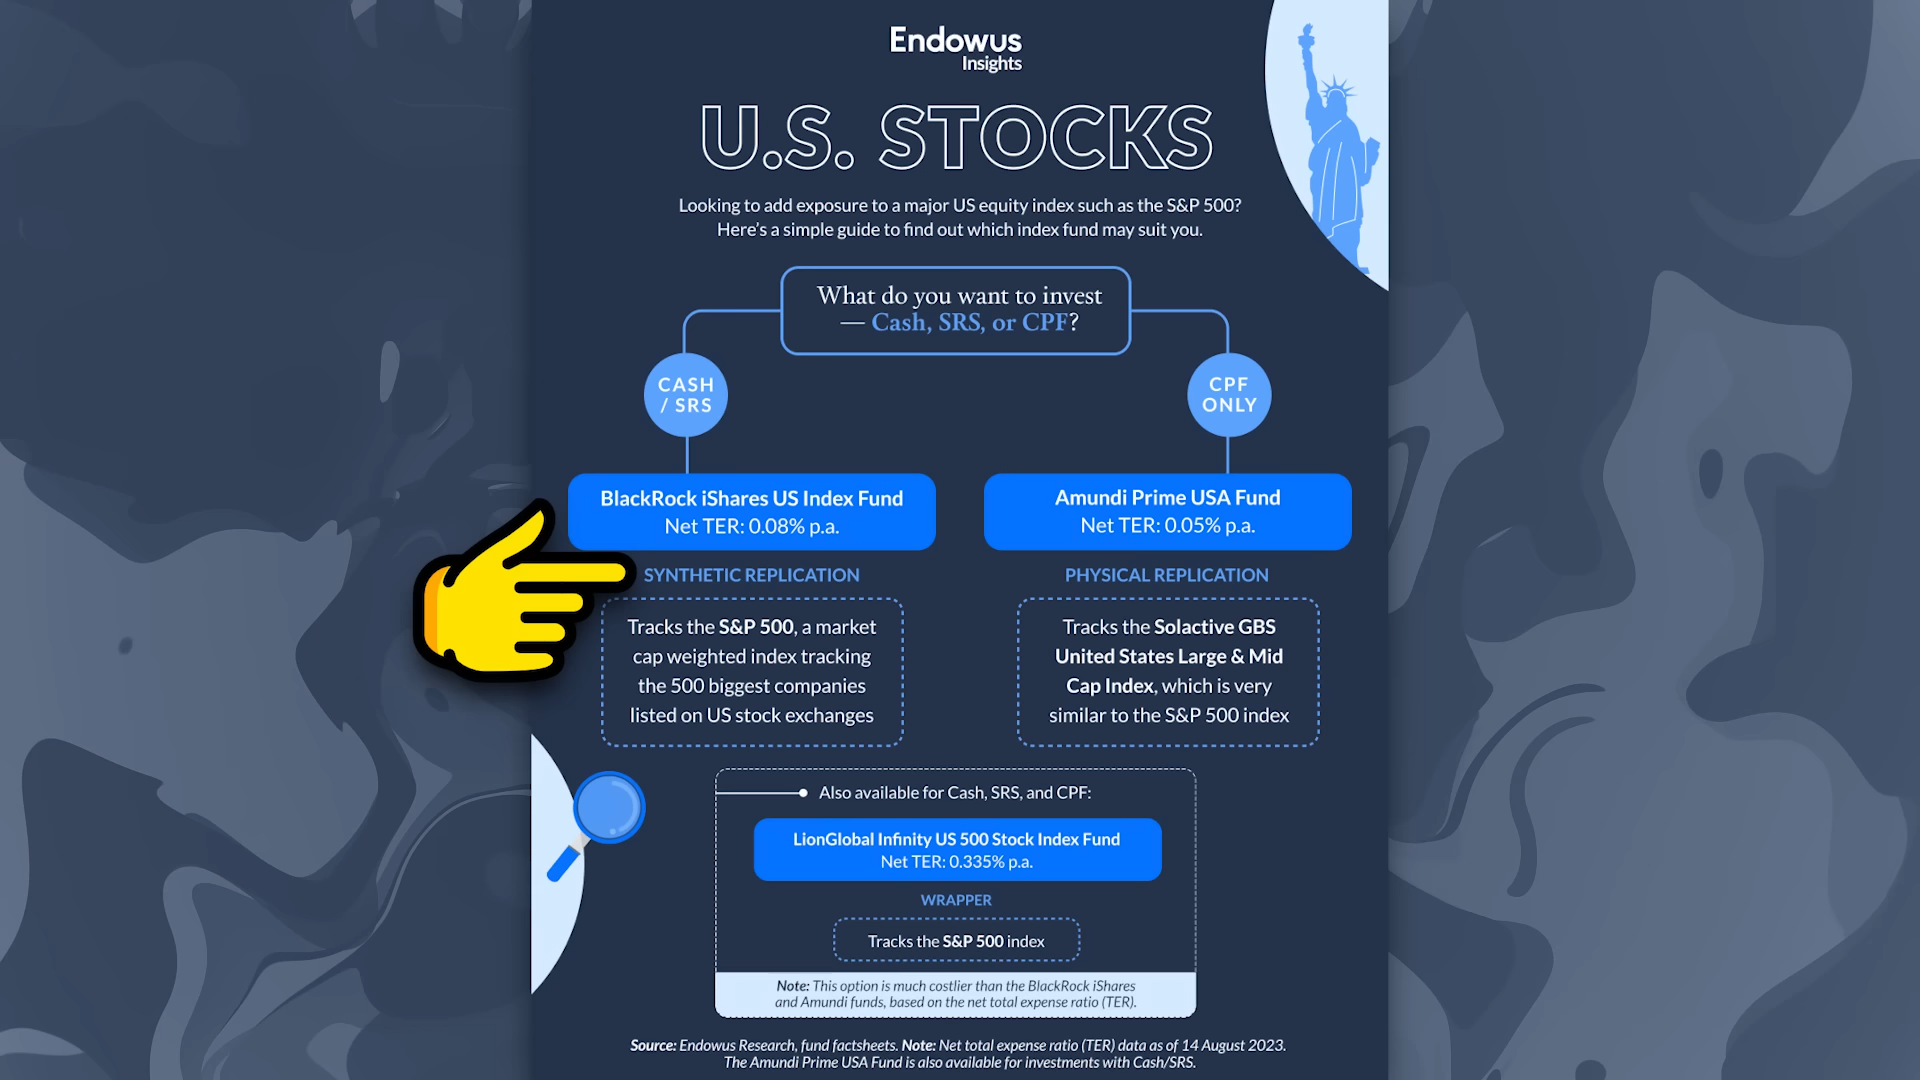 Endowus
Insights
U.S. STOCKS
Looking to add exposure to a major US equity index such as the S&P 500?
Here's a simple guide to find out which index fund may suit you.
What do you want to invest
— Cash, SRS, or CPF?
CASH
/ SRS
CPF
ONLY
BlackRock iShares US Index Fund
Net TER: 0.08% p.a.
SYNTHETIC REPLICATION
Tracks the S&P 500, a market
cap weighted index tracking
the 500 biggest companies
listed on US stock exchanges
Amundi Prime USA Fund
Net TER: 0.05% p.a.
PHYSICAL REPLICATION
Tracks the Solactive GBS
United States Large & Mid
Cap Index, which is very
similar to the S&P 500 index
Also available for Cash, SRS, and CPF:
LionGlobal Infinity US 500 Stock Index Fund
Net TER: 0.335% p.a.
WRAPPER
Tracks the S&P 500 index
Note: This option is much costlier than the BlackRock iShares
and Amundi funds, based on the net total expense ratio (TER).
Source: Endowus Research, fund factsheets. Note: Net total expense ratio (TER) data as of 14 August 2023.
The Amundi Prime USA Fund is also available for investments with Cash/SRS.